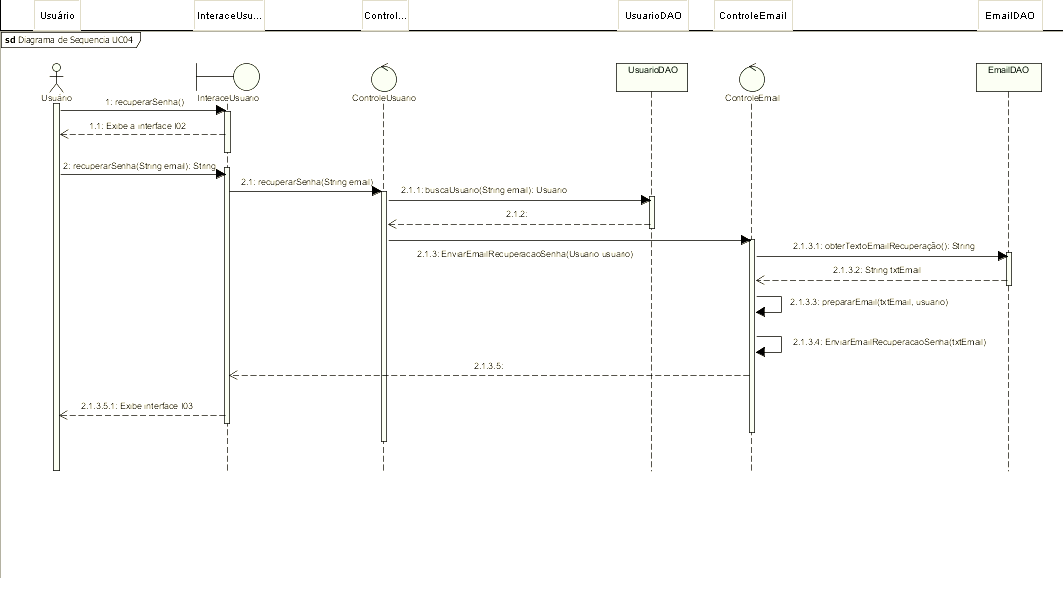 Usuário
InteraceUsu...
Control...
UsuarioDAO
ControleEmail
EmailDAO
sd Diagrama de Sequencia UC04
UsuarioDAO
EmailDAO
Usuário
InteraceUsuario
ControleUsuario
ControleEmail
1: recuperarSenha()
1.1: Exibe a interface I02
2: recuperarSenha(String email): String
2.1: recuperarSenha(String email)
2.1.1: buscaUsuario(String email): Usuario
2.1.2:
2.1.3: EnviarEmailRecuperacaoSenha(Usuario usuario)
2.1.3.1: obterTextoEmailRecuperação(): String
2.1.3.2: String txtEmail
2.1.3.3: prepararEmail(txtEmail, usuario)
2.1.3.4: EnviarEmailRecuperacaoSenha(txtEmail)
2.1.3.5:
2.1.3.5.1: Exibe interface I03